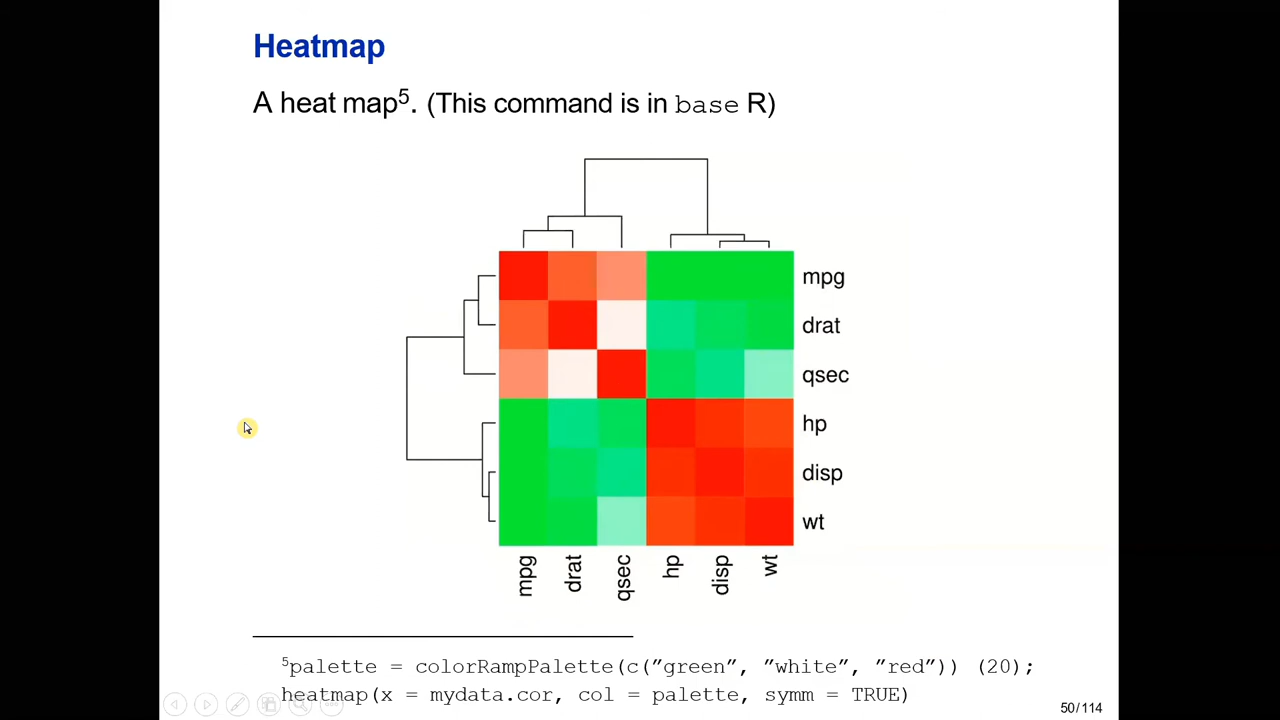 Heatmap
A heat map5. (This command is in base R)
mpg
drat
qsec
hp
disp
wt
mpg
drat
qsec
hp
disp
wt
5palette = colorRampPalette(c(”green”, ”white”, ”red”)) (20);
heatmap(x = mydata.cor, col = palette, symm = TRUE)
50/114